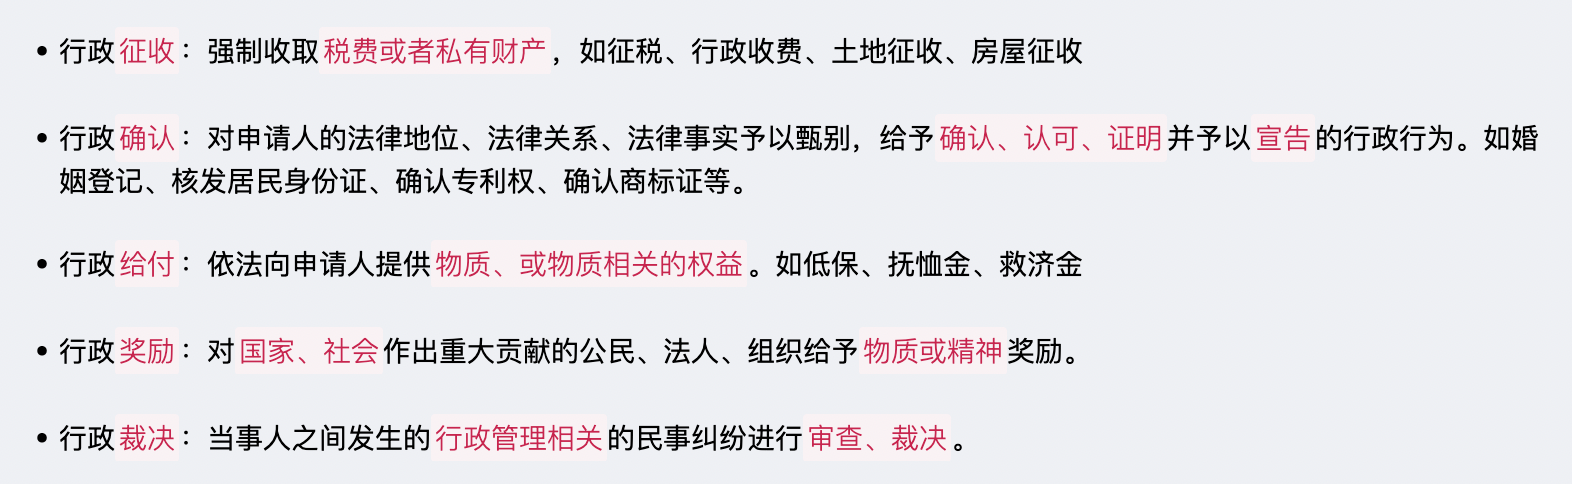 • 行政征收：强制收取税费或者私有财产，如征税、行政收费、土地征收、房屋征收
• 行政确认：对申请人的法律地位、法律关系、法律事实予以甄别，给予确认、认可、证明并予以宣告的行政行为。如婚
姻登记、核发居民身份证、确认专利权、确认商标证等。
• 行政给付：依法向申请人提供物质、或物质相关的权益。如低保、抚恤金、救济金
• 行政奖励：对国家、社会作出重大贡献的公民、法人、组织给予物质或精神奖励。
• 行政裁决：当事人之间发生的行政管理相关的民事纠纷进行审查、裁决。